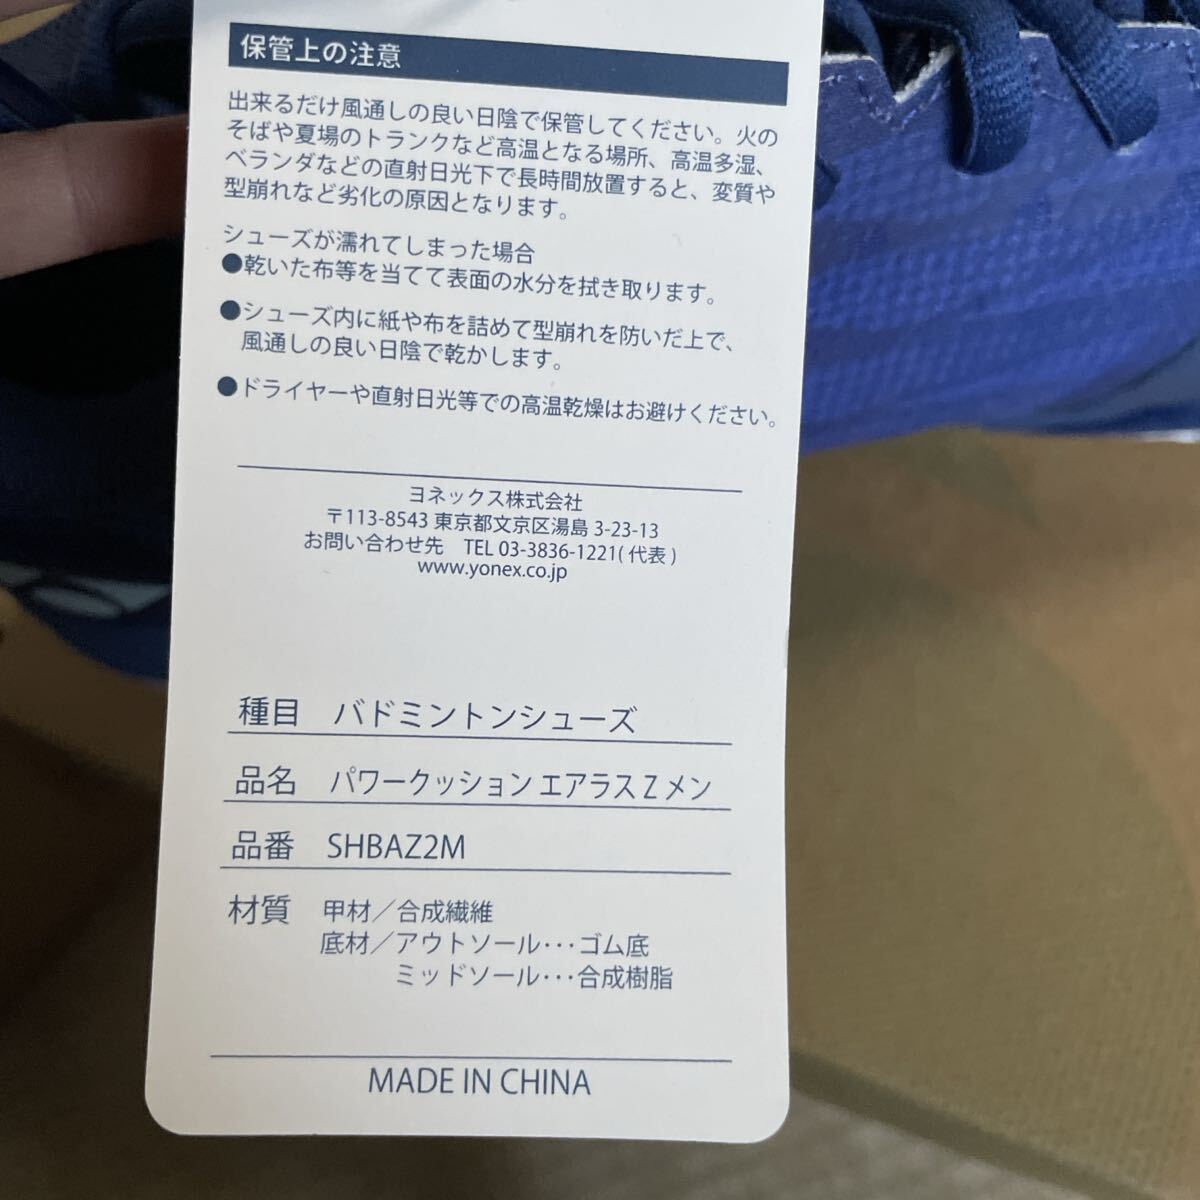 保管上の注意
出来るだけ風通しの良い日陰で保管してください。火の
そばや夏場のトランクなど高温となる場所、高温多湿、
ベランダなどの直射日光下で長時間放置すると、変質や
型崩れなど劣化の原因となります。
シューズが濡れてしまった場合
●乾いた布等を当てて表面の水分を拭き取ります。
●シューズ内に紙や布を詰めて型崩れを防いだ上で、
風通しの良い日陰で乾かします。
●ドライヤーや直射日光等での高温乾燥はお避けください。
ヨネックス株式会社
〒113-8543 東京都文京区湯島 3-23-13
お問い合わせ先 TEL 03-3836-1221(代表)
www.yonex.co.jp
種目 バドミントンシューズ
品名 パワークッション エアラス Z メン
品番 SHBAZ2M
材質 甲材/合成繊維
底材/アウトソール･･･ゴム底
ミッドソール･･･合成樹脂
MADE IN CHINA